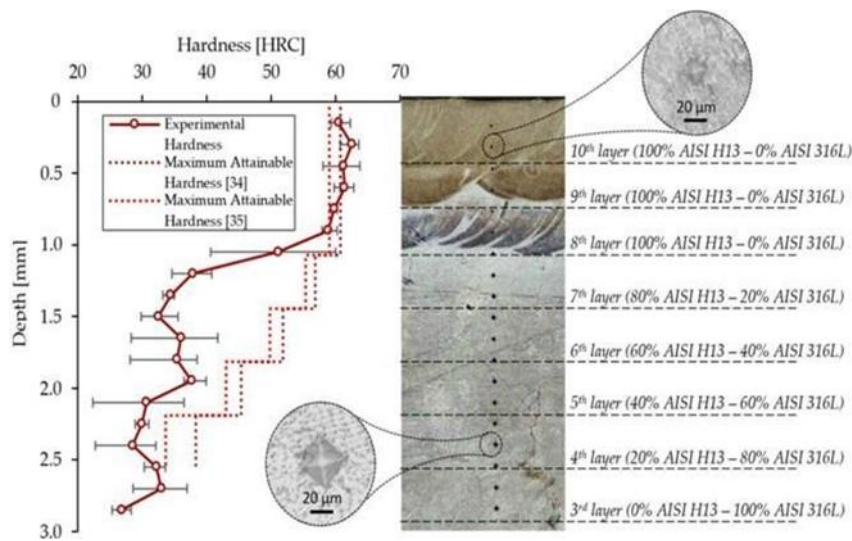 Hardness [HRC]
20 30 40 50 60 70
Depth [mm]
0
0.5
1.0
1.5
2.0
2.5
3.0
Experimental
Hardness
Maximum Attainable
Hardness [34]
Maximum Attainable
Hardness [35]
20 µm
10th layer (100% AISI H13 – 0% AISI 316L)
9th layer (100% AISI H13 – 0% AISI 316L)
8th layer (100% AISI H13 – 0% AISI 316L)
7th layer (80% AISI H13 – 20% AISI 316L)
6th layer (60% AISI H13 – 40% AISI 316L)
5th layer (40% AISI H13 – 60% AISI 316L)
4th layer (20% AISI H13 – 80% AISI 316L)
3rd layer (0% AISI H13 – 100% AISI 316L)
20 µm